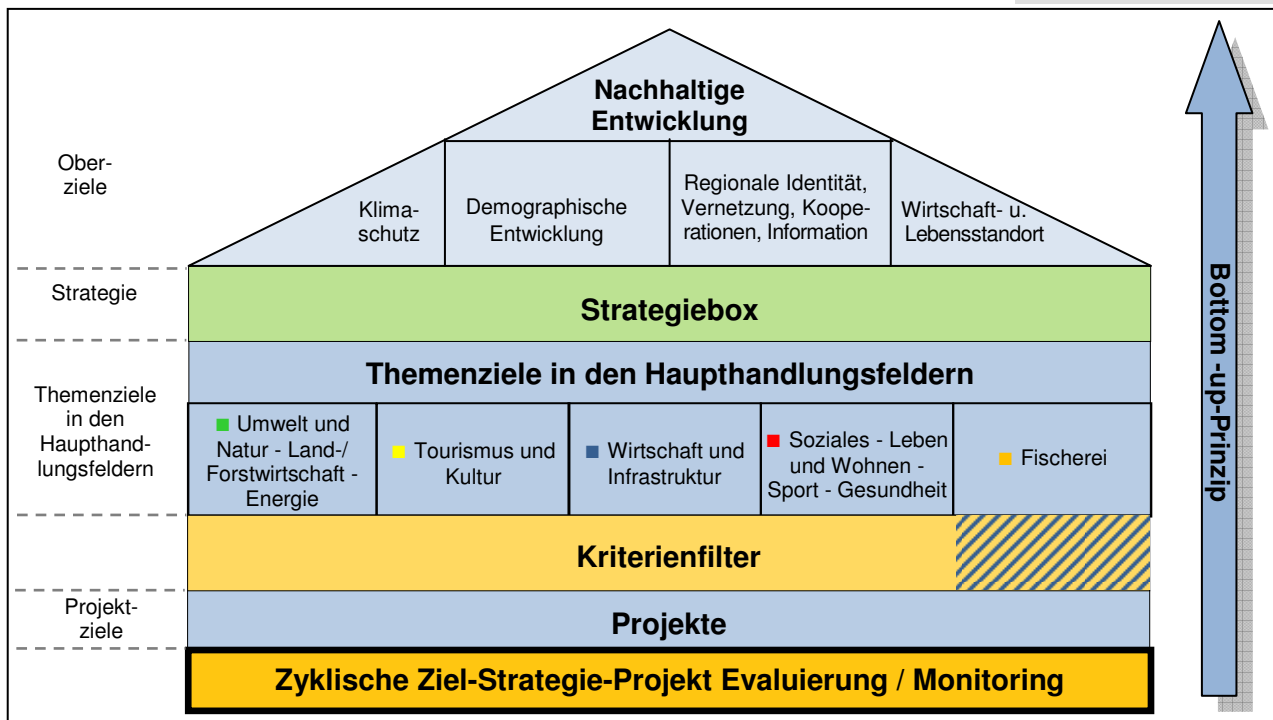 Nachhaltige
Entwicklung
Ober-
ziele
Klima-
schutz
Demographische
Entwicklung
Regionale Identität,
Vernetzung, Koope-
rationen, Information
Wirtschaft- u.
Lebensstandort
Strategie
Strategiebox
Themenziele
in den
Haupthand-
lungsfeldern
Themenziele in den Haupthandlungsfeldern
Umwelt und
Natur - Land-/
Forstwirtschaft -
Energie
Tourismus und
Kultur
Wirtschaft und
Infrastruktur
Soziales - Leben
und Wohnen -
Sport - Gesundheit
Fischerei
Kriterienfilter
Projekt-
ziele
Projekte
Zyklische Ziel-Strategie-Projekt Evaluierung / Monitoring
Bottom -up-Prinzip